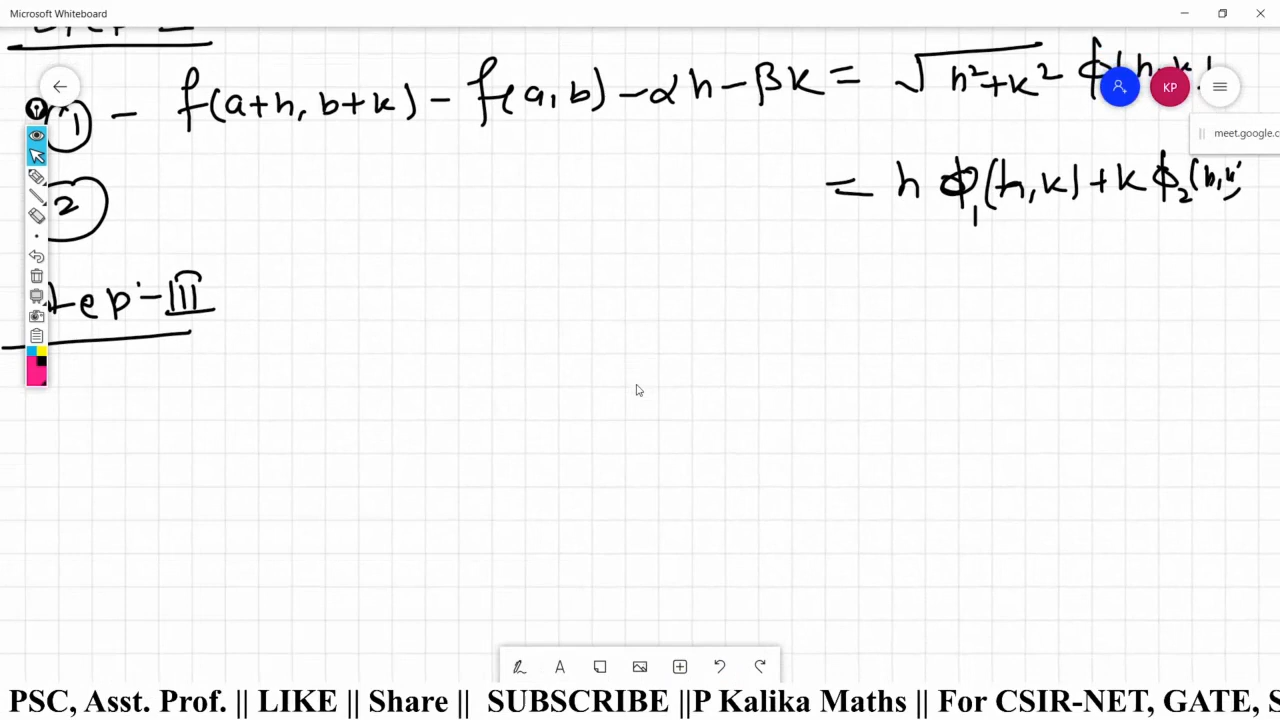 Microsoft Whiteboard
① - f(a+h, b+k) - f(a, b) - αh - βk = √h²+k² ϕ(h, k)
KP
meet.google.c
② = h ϕ₁(h, k) + k ϕ₂(h, k)
Step-III
PSC, Asst. Prof. || LIKE || Share || SUBSCRIBE ||P Kalika Maths || For CSIR-NET, GATE, S